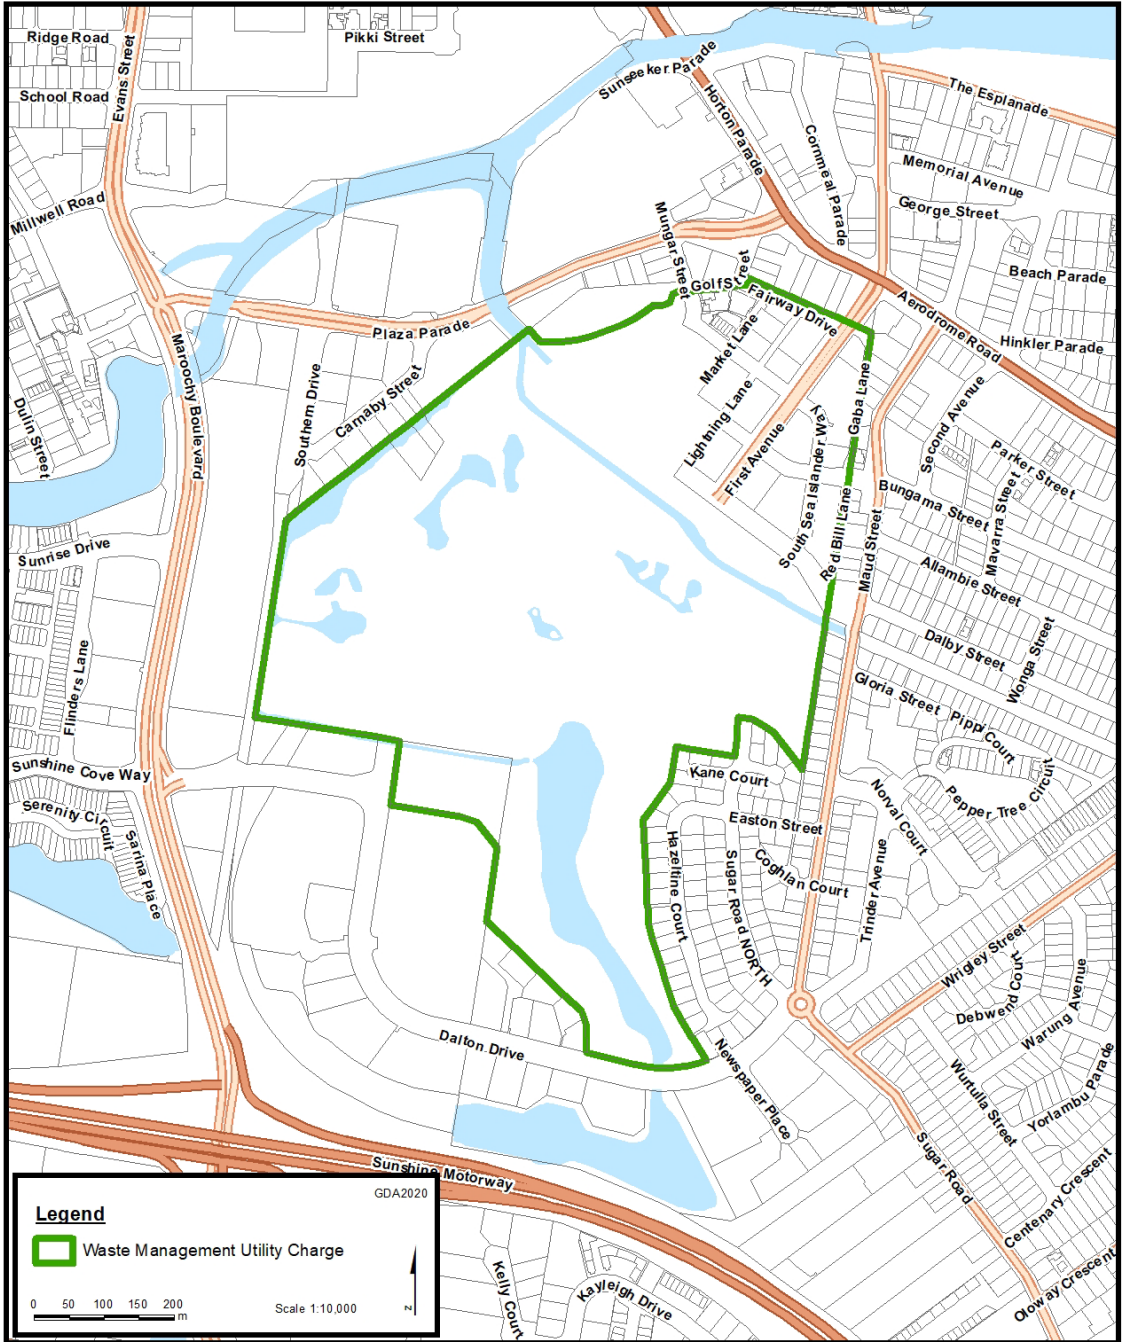 Ridge Road
Pikki Street
School Road
Evans Street
Sunseeker Parade
Horton Parade
The Esplanade
Cornmeal Parade
Memorial Avenue
George Street
Millwell Road
Mungar Street
Beach Parade
Golf Street
Fairway Drive
Aerodrome Road
Hinkler Parade
Plaza Parade
Maroochy Boulevard
Market Lane
Carnaby Street
Southern Drive
Dulin Street
Lightning Lane
First Avenue
Gaba Lane
Second Avenue
South Sea Islander Way
Parker Street
Bungama Street
Mavarra Street
Red Bill Lane
Maud Street
Sunrise Drive
Allambie Street
Dalby Street
Wonga Street
Flinders Lane
Gloria Street
Pippi Court
Sunshine Cove Way
Kane Court
Norval Court
Pepper Tree Circuit
Serenity Circuit
Sarina Place
Easton Street
Hazeltine Court
Sugar Road NORTH
Coghlan Court
Trinder Avenue
Wrigley Street
Debwend Court
Warung Avenue
Dalton Drive
Newspaper Place
Wurtulla Street
Yorlambu Parade
Sugar Road
Sunshine Motorway
Centenary Crescent
Oloway Crescent
Kelly Court
Kayleigh Drive
GDA2020
Legend
Waste Management Utility Charge
0 50 100 150 200
m
Scale 1:10,000
N